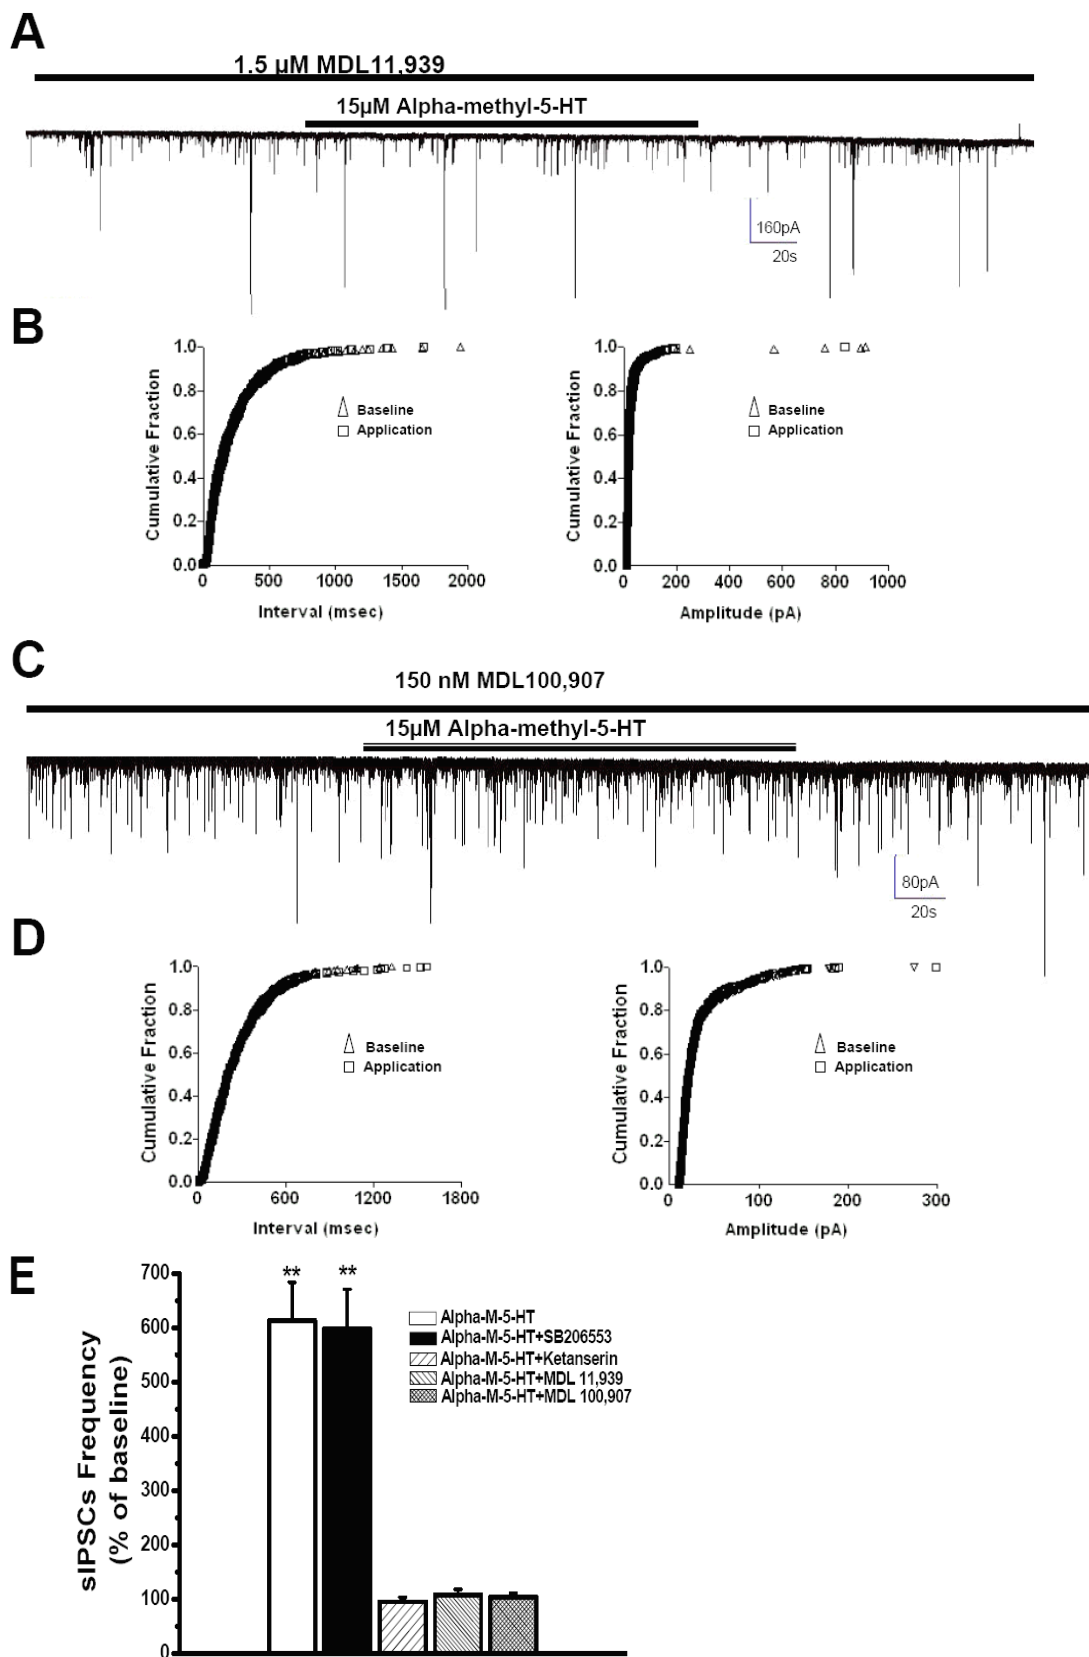 A
1.5 µM MDL11,939
15µM Alpha-methyl-5-HT
160pA
20s
B
Cumulative Fraction
1.0
0.8
0.6
0.4
0.2
0.0
0 500 1000 1500 2000
Interval (msec)
Baseline
Application
Cumulative Fraction
1.0
0.8
0.6
0.4
0.2
0.0
0 200 400 600 800 1000
Amplitude (pA)
Baseline
Application
C
150 nM MDL100,907
15µM Alpha-methyl-5-HT
80pA
20s
D
Cumulative Fraction
1.0
0.8
0.6
0.4
0.2
0.0
0 600 1200 1800
Interval (msec)
Baseline
Application
Cumulative Fraction
1.0
0.8
0.6
0.4
0.2
0.0
0 100 200 300
Amplitude (pA)
Baseline
Application
E
sIPSCs Frequency
(% of baseline)
700
600
500
400
300
200
100
0
** **
Alpha-M-5-HT
Alpha-M-5-HT+SB206553
Alpha-M-5-HT+Ketanserin
Alpha-M-5-HT+MDL 11,939
Alpha-M-5-HT+MDL 100,907